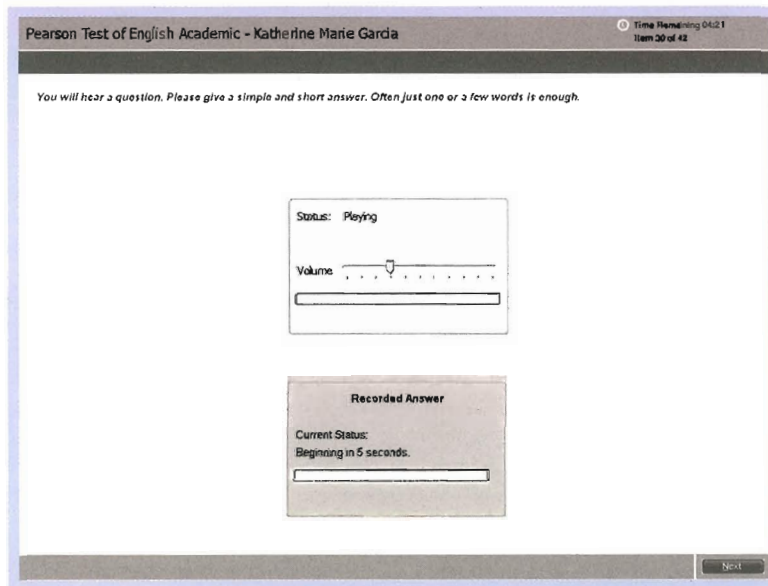 Pearson Test of English Academic - Katherine Marie Garcia
Time Remaining 04:21
Item 30 of 42
You will hear a question. Please give a simple and short answer. Often just one or a few words is enough.
Status: Playing
Volume
Recorded Answer
Current Status:
Beginning in 5 seconds.
Next